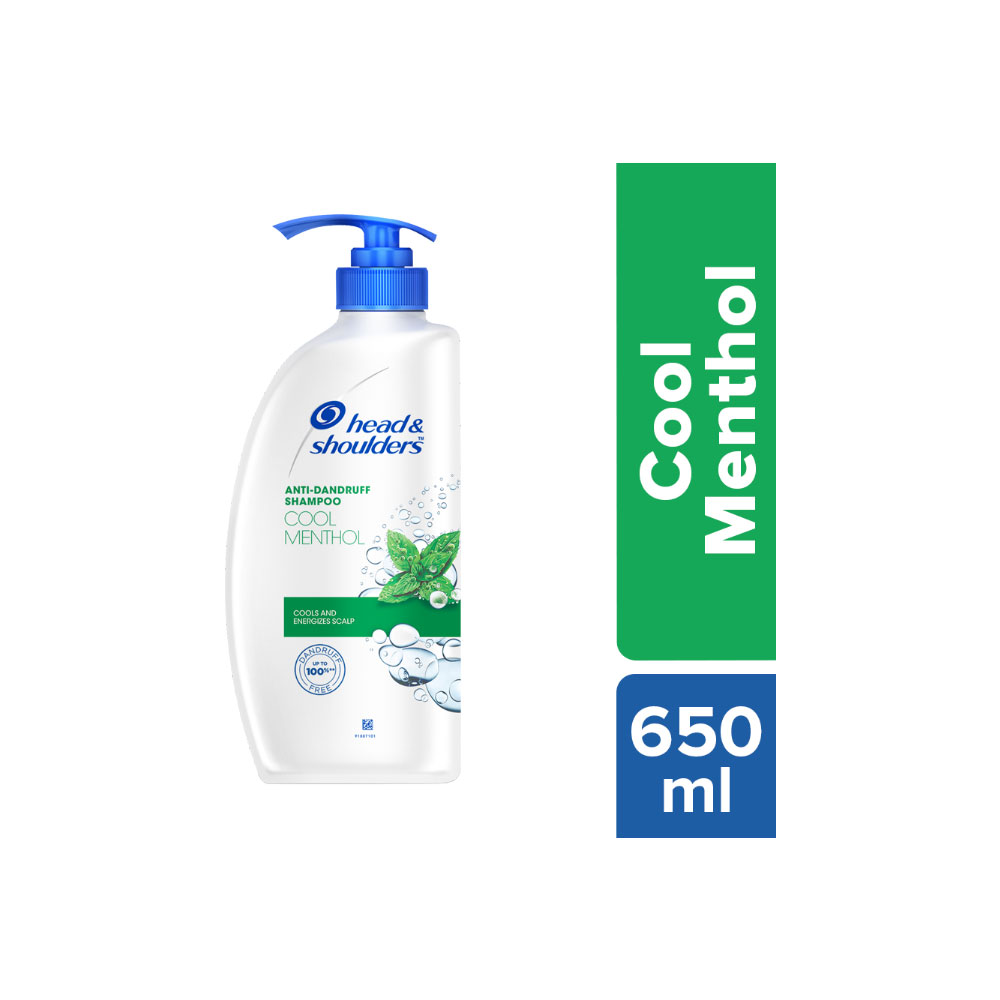 head &
shoulders™
ANTI-DANDRUFF
SHAMPOO
COOL
MENTHOL
COOLS AND
ENERGIZES SCALP
DANDRUFF
UP TO
100%**
FREE
Cool
Menthol
650
ml